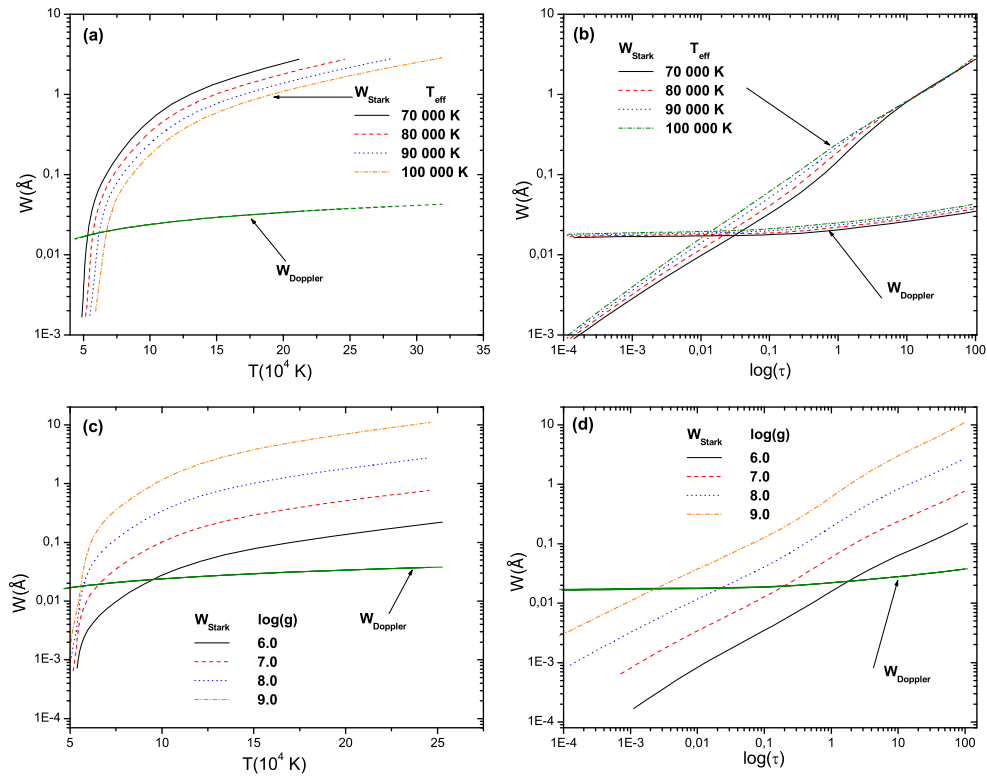 (a)
W(Å)
10
1
0,1
0,01
1E-3
W_Stark T_eff
70 000 K
80 000 K
90 000 K
100 000 K
W_Doppler
5 10 15 20 25 30 35
T(10^4 K)
(b)
W(Å)
10
1
0,1
0,01
1E-3
W_Stark T_eff
70 000 K
80 000 K
90 000 K
100 000 K
W_Doppler
1E-4 1E-3 0,01 0,1 1 10 100
log(τ)
(c)
W(Å)
10
1
0,1
0,01
1E-3
1E-4
W_Doppler
W_Stark log(g)
6.0
7.0
8.0
9.0
5 10 15 20 25
T(10^4 K)
(d)
W(Å)
10
1
0,1
0,01
1E-3
1E-4
W_Stark log(g)
6.0
7.0
8.0
9.0
W_Doppler
1E-4 1E-3 0,01 0,1 1 10 100
log(τ)